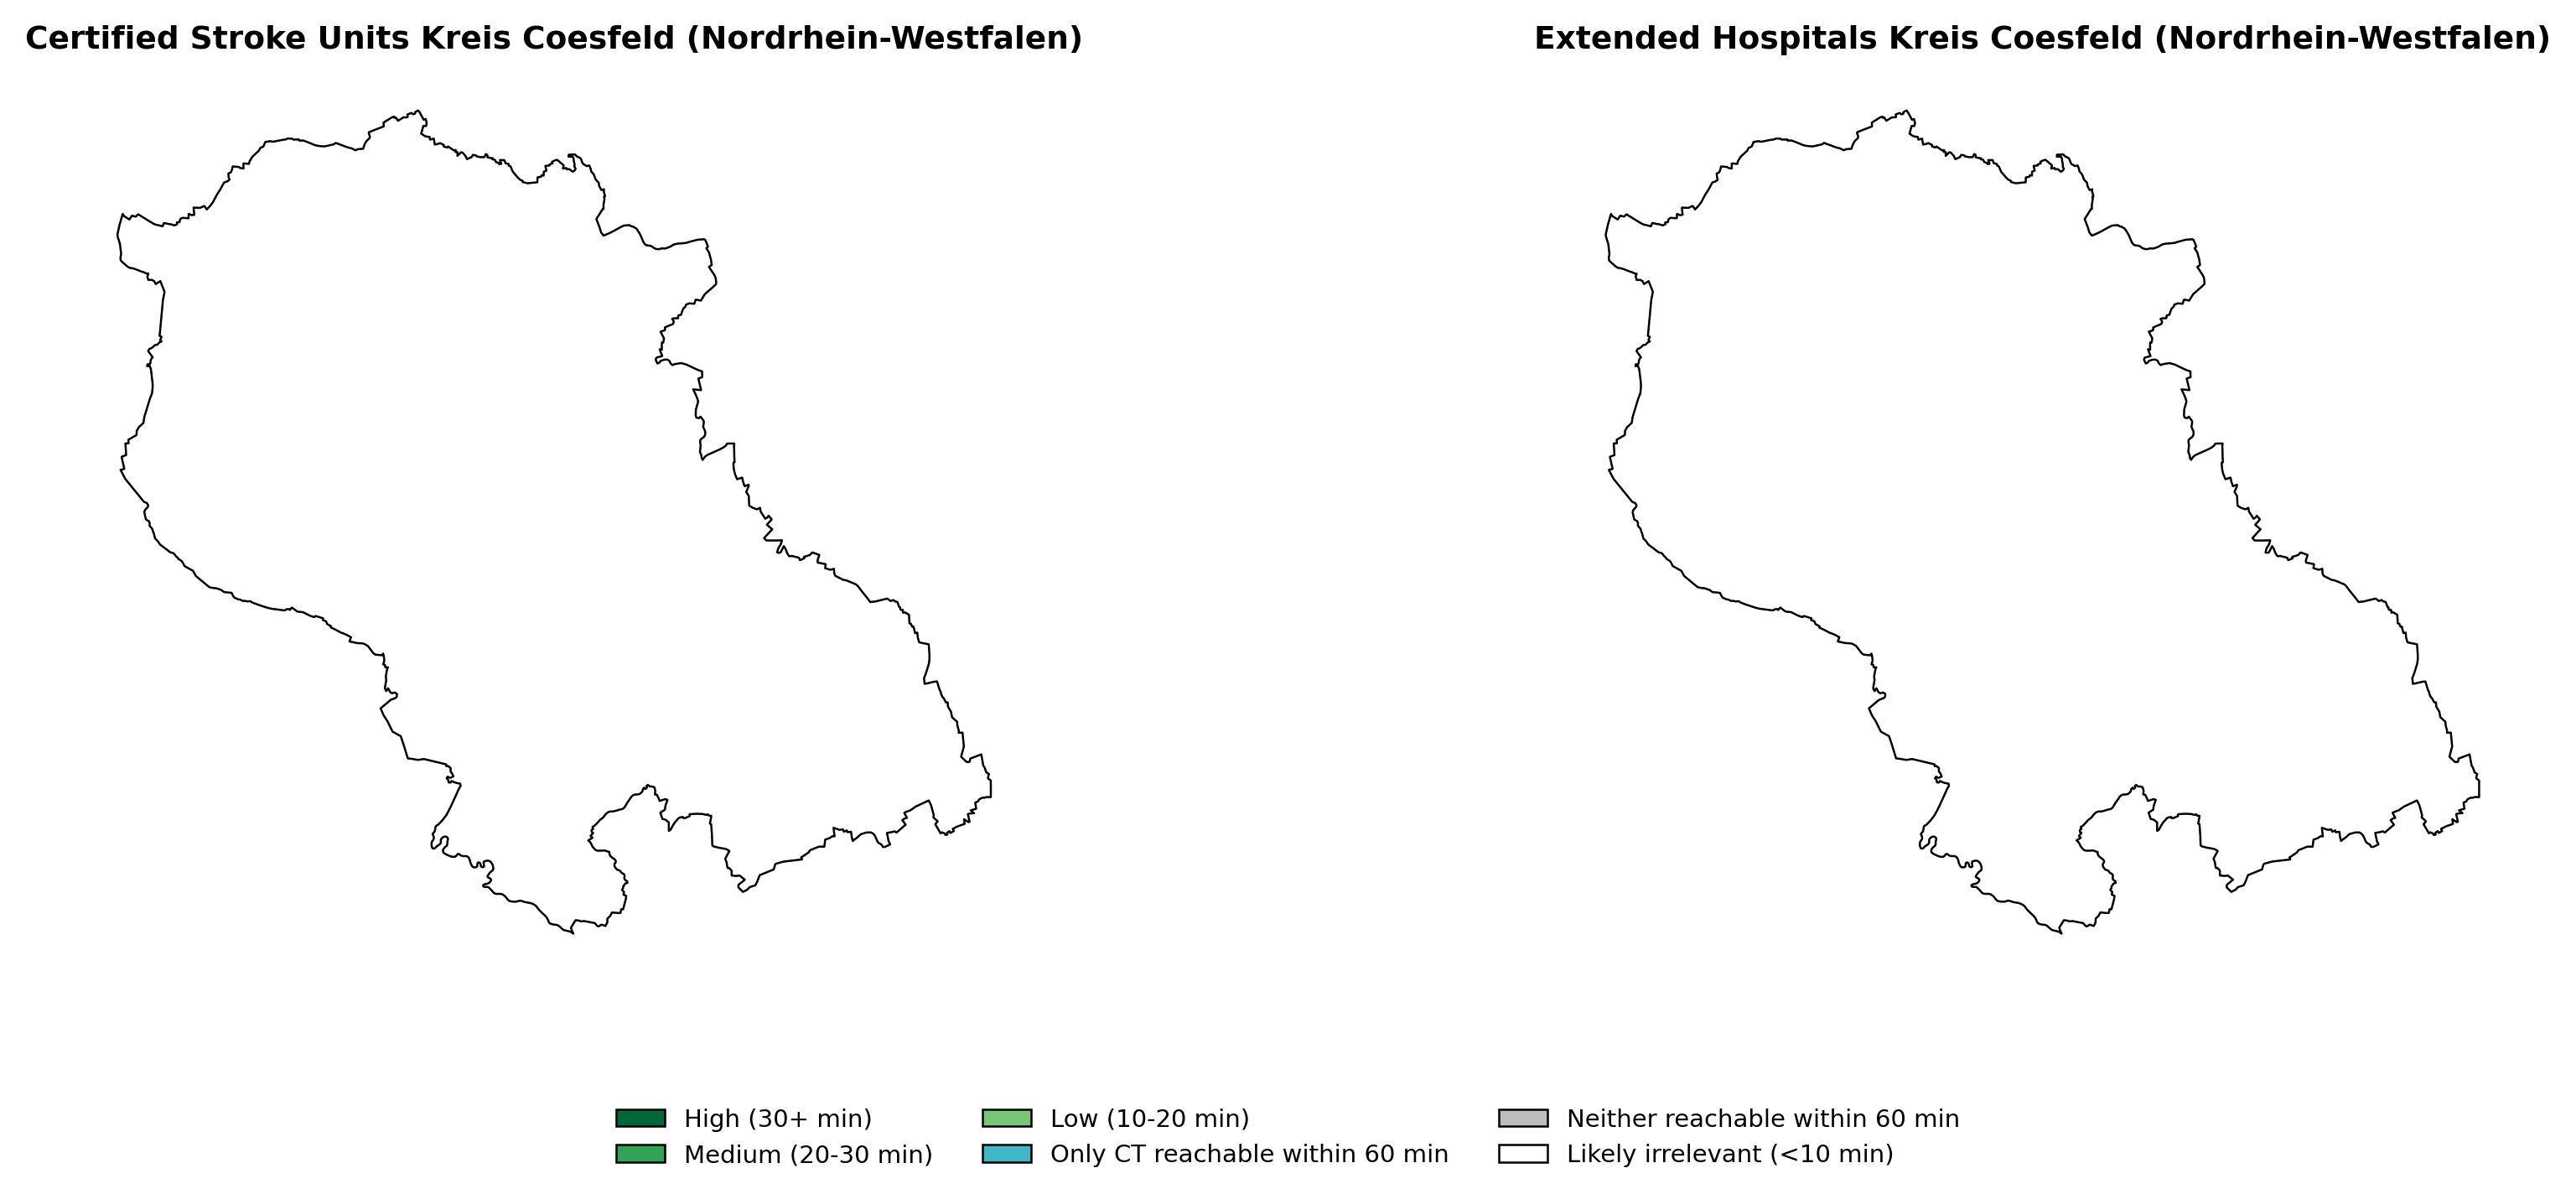 Certified Stroke Units Kreis Coesfeld (Nordrhein-Westfalen)
Extended Hospitals Kreis Coesfeld (Nordrhein-Westfalen)
High (30+ min)
Medium (20-30 min)
Low (10-20 min)
Only CT reachable within 60 min
Neither reachable within 60 min
Likely irrelevant (<10 min)